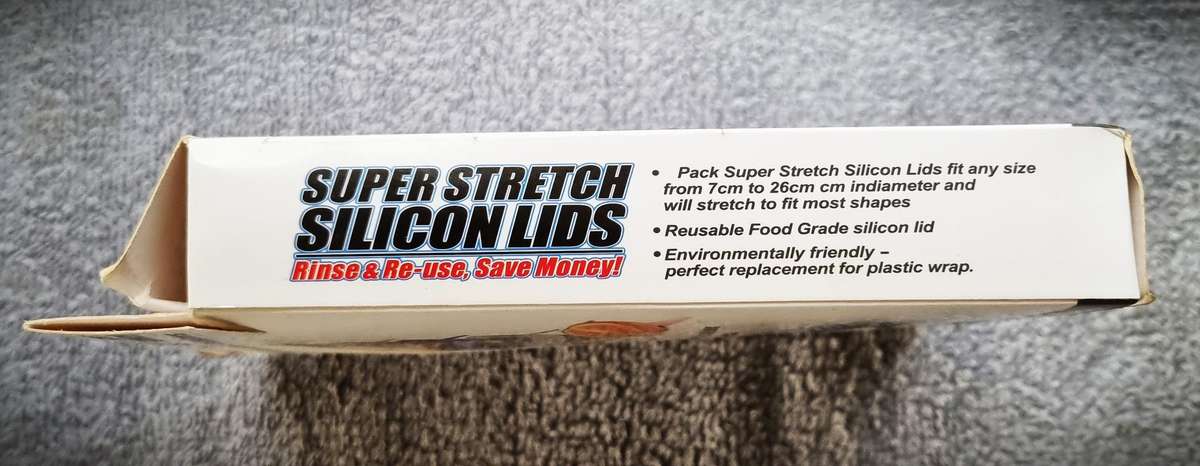 SUPER STRETCH
SILICON LIDS
Rinse & Re-use, Save Money!
• Pack Super Stretch Silicon Lids fit any size
from 7cm to 26cm cm indiameter and
will stretch to fit most shapes
• Reusable Food Grade silicon lid
• Environmentally friendly –
perfect replacement for plastic wrap.